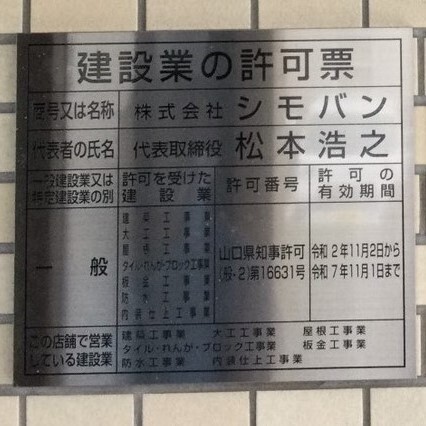 建設業の許可票
商号又は名称 株式会社 シモバン
代表者の氏名 代表取締役 松本浩之
一般建設業又は特定建設業の別
許可を受けた建設業
許可番号
許可の有効期間
一般
建築工事業
大工工事業
屋根工事業
タイル・れんが・ブロック工事業
板金工事業
防水工事業
内装仕上工事業
山口県知事許可
(般-2)第16631号
令和2年11月2日から
令和7年11月1日まで
この店舗で営業している建設業
建築工事業 大工工事業 屋根工事業
タイル・れんが・ブロック工事業 板金工事業
防水工事業 内装仕上工事業